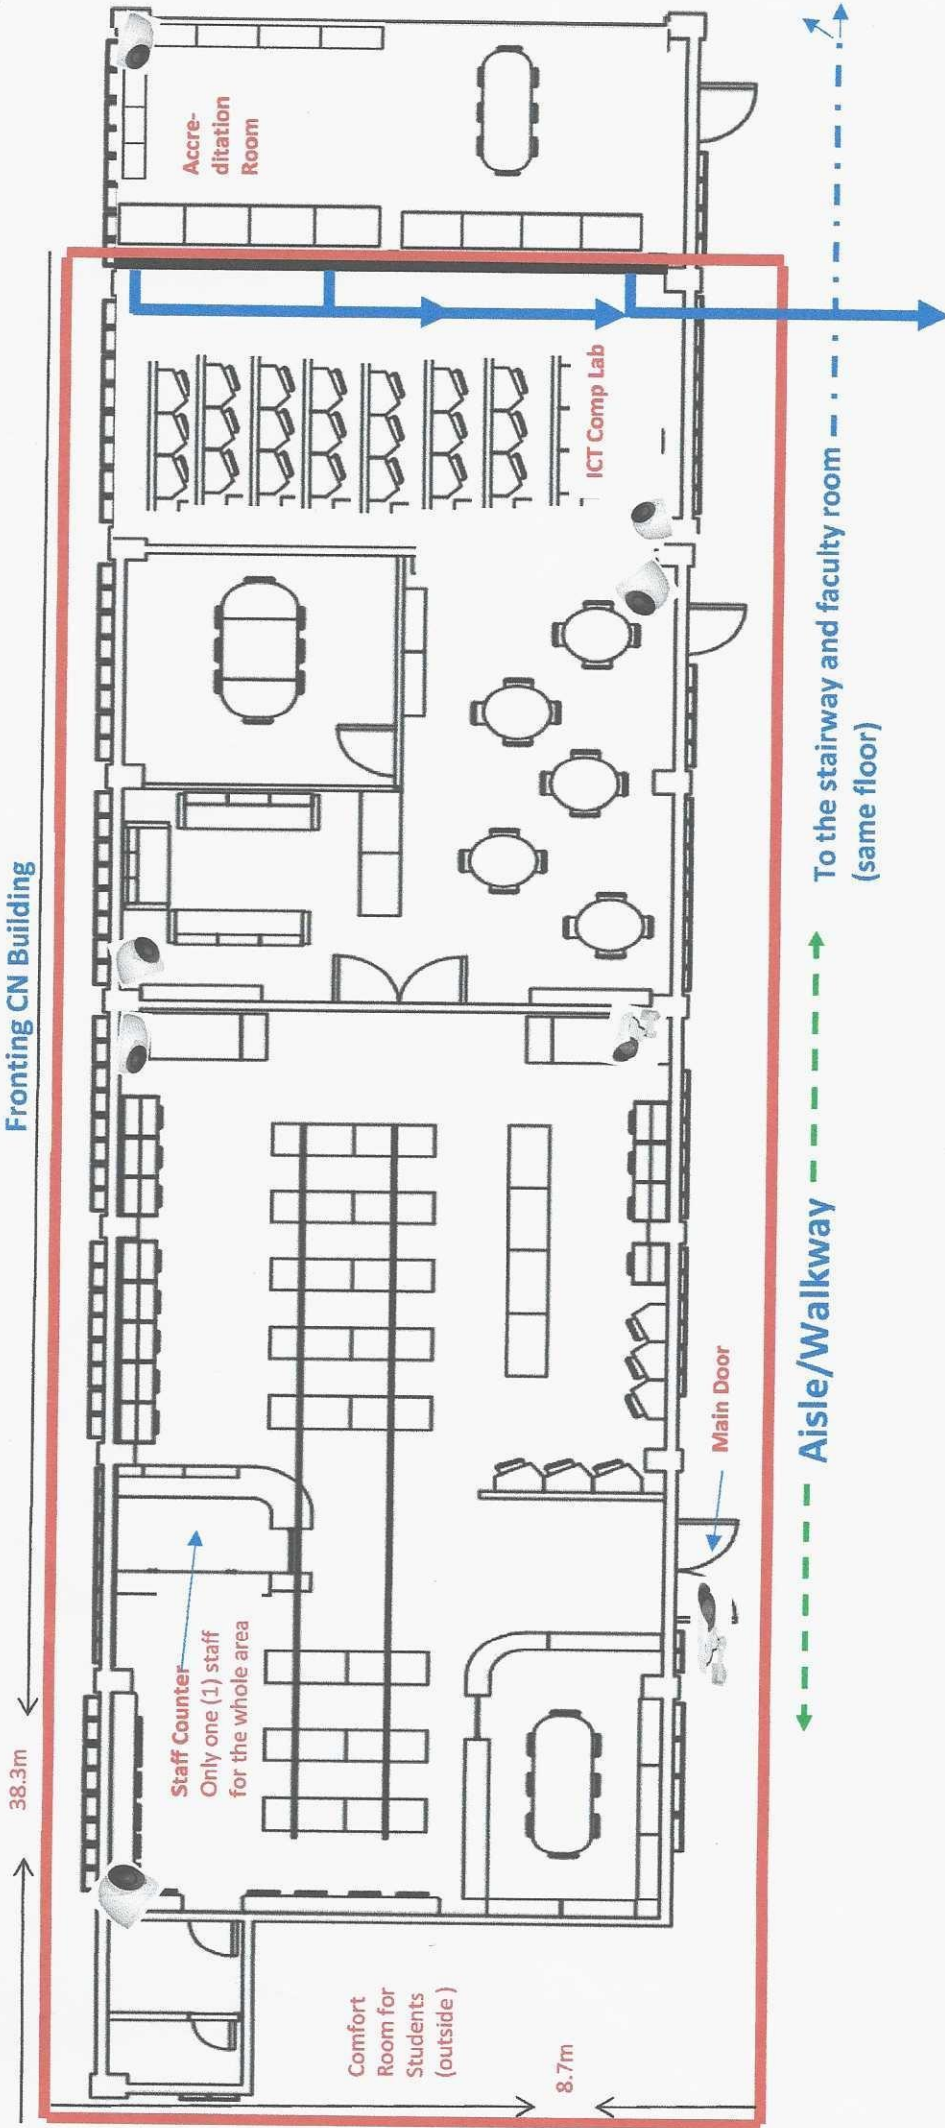 Fronting CN Building
38.3m
Accre-
ditation
Room
ICT Comp Lab
Staff Counter
Only one (1) staff
for the whole area
Main Door
Comfort
Room for
Students
(outside )
8.7m
Aisle/Walkway
To the stairway and faculty room
(same floor)